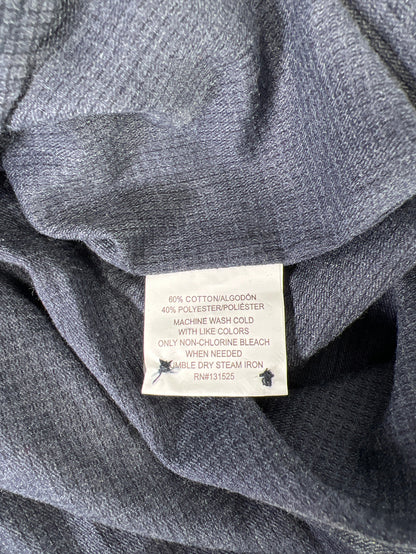 60% COTTON/ALGODÓN
40% POLYESTER/POLIÉSTER
MACHINE WASH COLD
WITH LIKE COLORS
ONLY NON-CHLORINE BLEACH
WHEN NEEDED
UMBLE DRY STEAM IRON
RN#131525